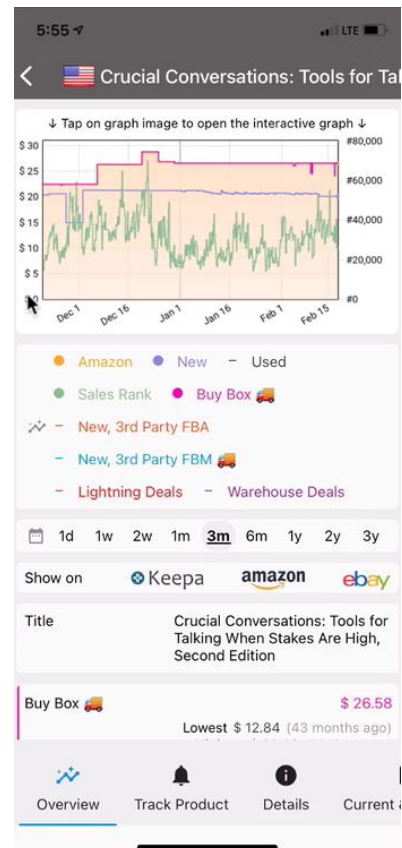 5:55
LTE
Crucial Conversations: Tools for Tal
↓ Tap on graph image to open the interactive graph ↓
$ 30
$ 25
$ 20
$ 15
$ 10
$ 5
#80,000
#60,000
#40,000
#20,000
#0
Dec 1
Dec 16
Jan 1
Jan 16
Feb 1
Feb 15
Amazon
New
– Used
Sales Rank
Buy Box
– New, 3rd Party FBA
– New, 3rd Party FBM
– Lightning Deals
– Warehouse Deals
1d 1w 2w 1m 3m 6m 1y 2y 3y
Show on
Keepa
amazon
ebay
Title
Crucial Conversations: Tools for
Talking When Stakes Are High,
Second Edition
Buy Box
$ 26.58
Lowest $ 12.84 (43 months ago)
Overview
Track Product
Details
Current